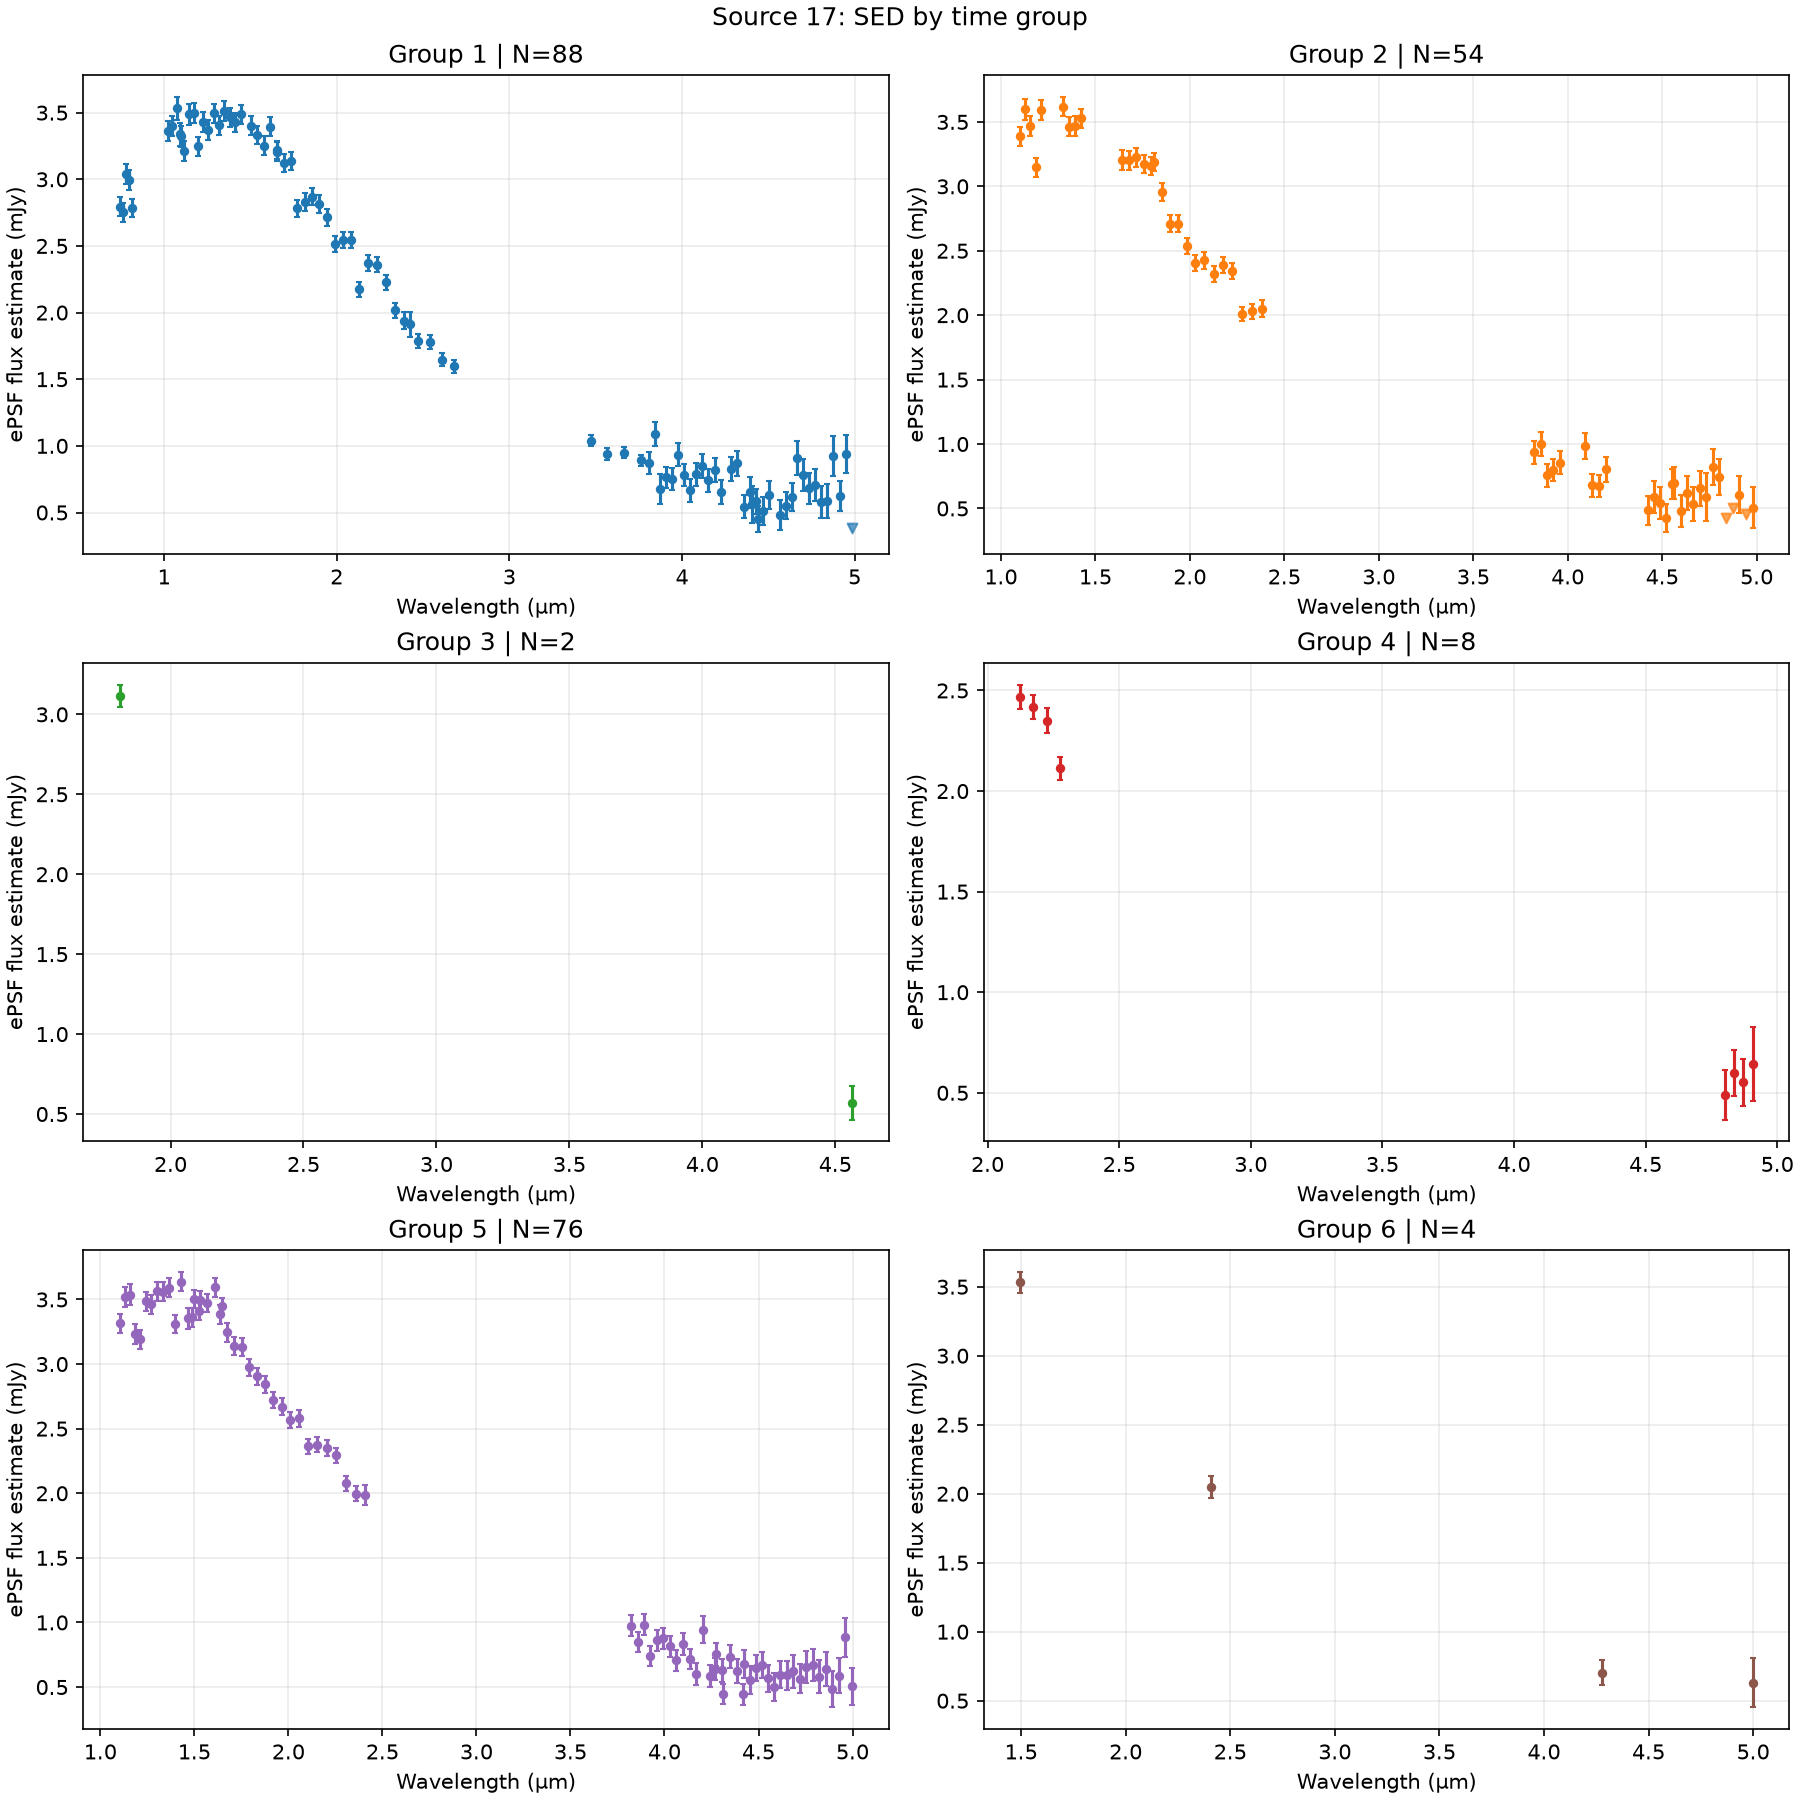 Source 17: SED by time group
Group 1 | N=88
ePSF flux estimate (mJy)
3.5
3.0
2.5
2.0
1.5
1.0
0.5
1 2 3 4 5
Wavelength (µm)
Group 2 | N=54
ePSF flux estimate (mJy)
3.5
3.0
2.5
2.0
1.5
1.0
0.5
1.0 1.5 2.0 2.5 3.0 3.5 4.0 4.5 5.0
Wavelength (µm)
Group 3 | N=2
ePSF flux estimate (mJy)
3.0
2.5
2.0
1.5
1.0
0.5
2.0 2.5 3.0 3.5 4.0 4.5
Wavelength (µm)
Group 4 | N=8
ePSF flux estimate (mJy)
2.5
2.0
1.5
1.0
0.5
2.0 2.5 3.0 3.5 4.0 4.5 5.0
Wavelength (µm)
Group 5 | N=76
ePSF flux estimate (mJy)
3.5
3.0
2.5
2.0
1.5
1.0
0.5
1.0 1.5 2.0 2.5 3.0 3.5 4.0 4.5 5.0
Wavelength (µm)
Group 6 | N=4
ePSF flux estimate (mJy)
3.5
3.0
2.5
2.0
1.5
1.0
0.5
1.5 2.0 2.5 3.0 3.5 4.0 4.5 5.0
Wavelength (µm)